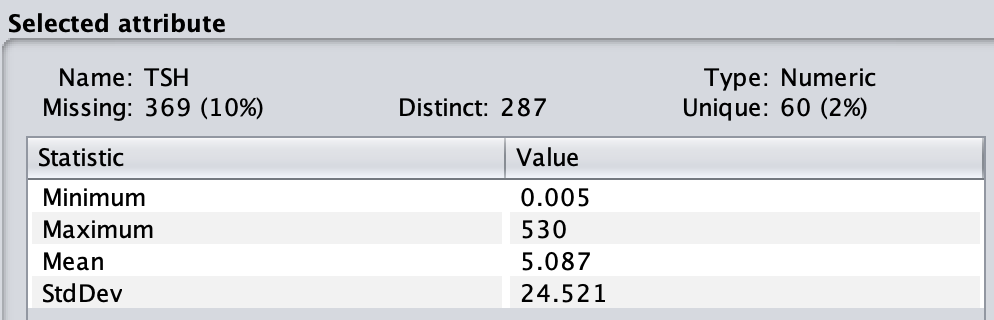 Selected attribute
Name: TSH Type: Numeric
Missing: 369 (10%) Distinct: 287 Unique: 60 (2%)
Statistic Value
Minimum 0.005
Maximum 530
Mean 5.087
StdDev 24.521